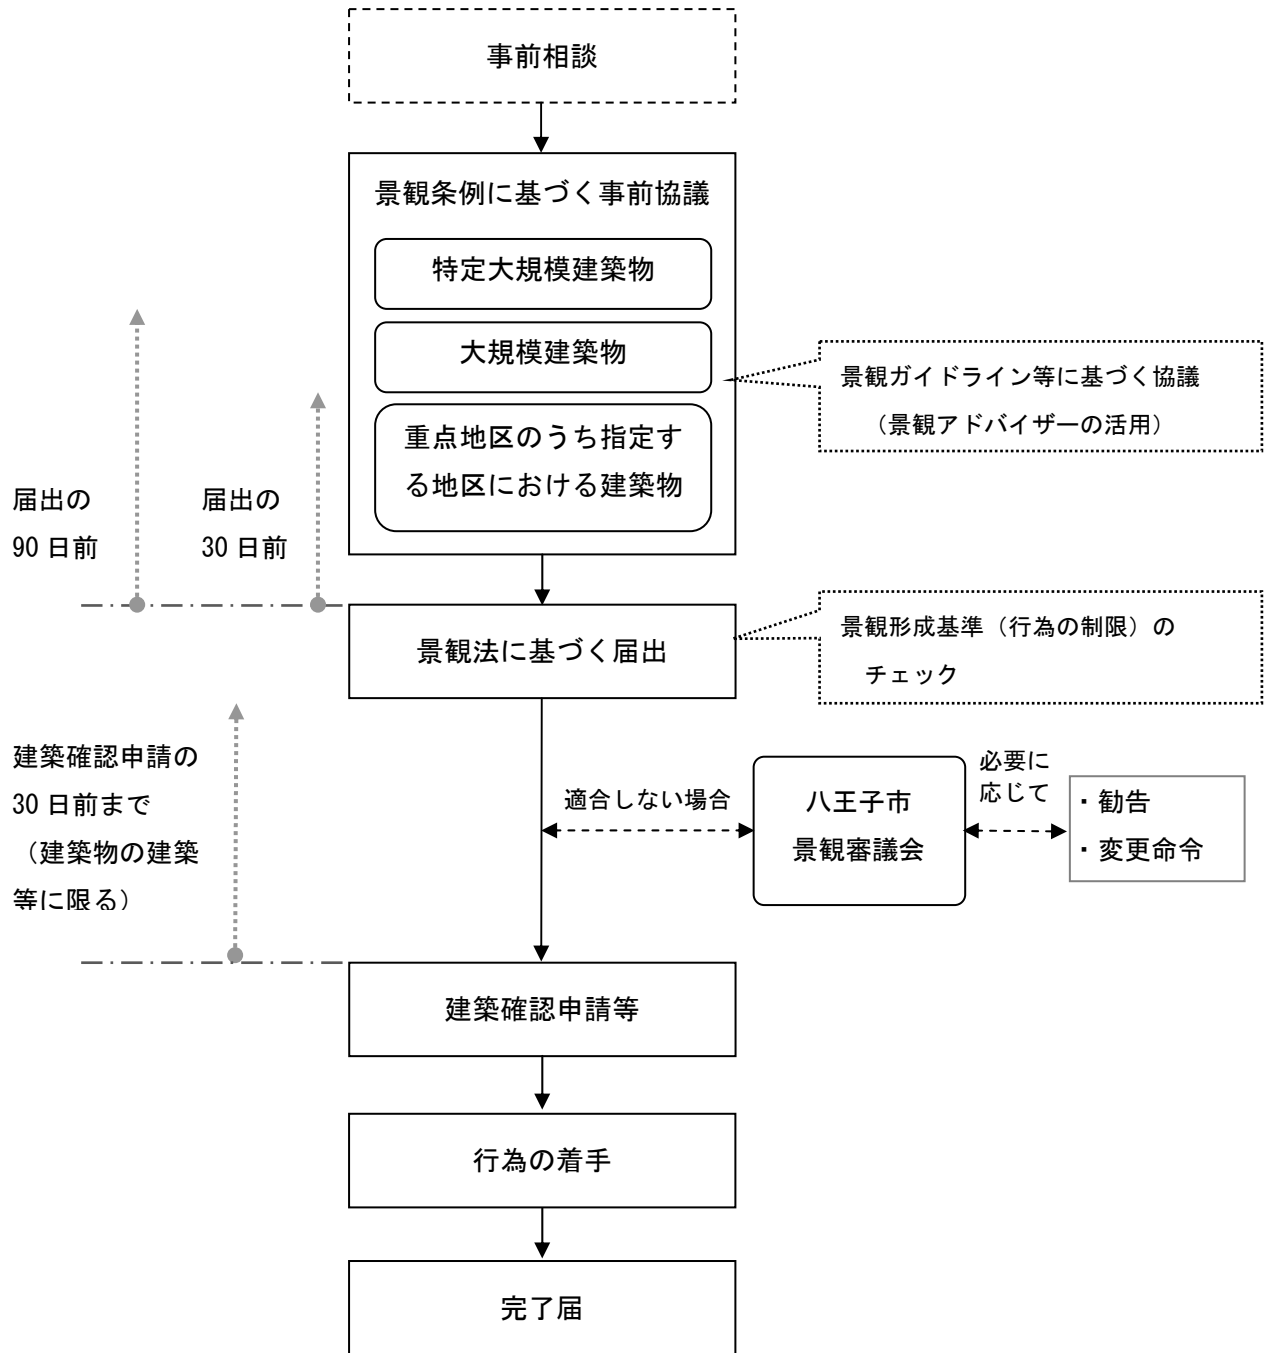 事前相談
景観条例に基づく事前協議
特定大規模建築物
大規模建築物
重点地区のうち指定す
る地区における建築物
景観ガイドライン等に基づく協議
（景観アドバイザーの活用）
届出の
90 日前
届出の
30 日前
景観法に基づく届出
景観形成基準（行為の制限）の
チェック
建築確認申請の
30 日前まで
（建築物の建築
等に限る）
適合しない場合
八王子市
景観審議会
必要に
応じて
・勧告
・変更命令
建築確認申請等
行為の着手
完了届